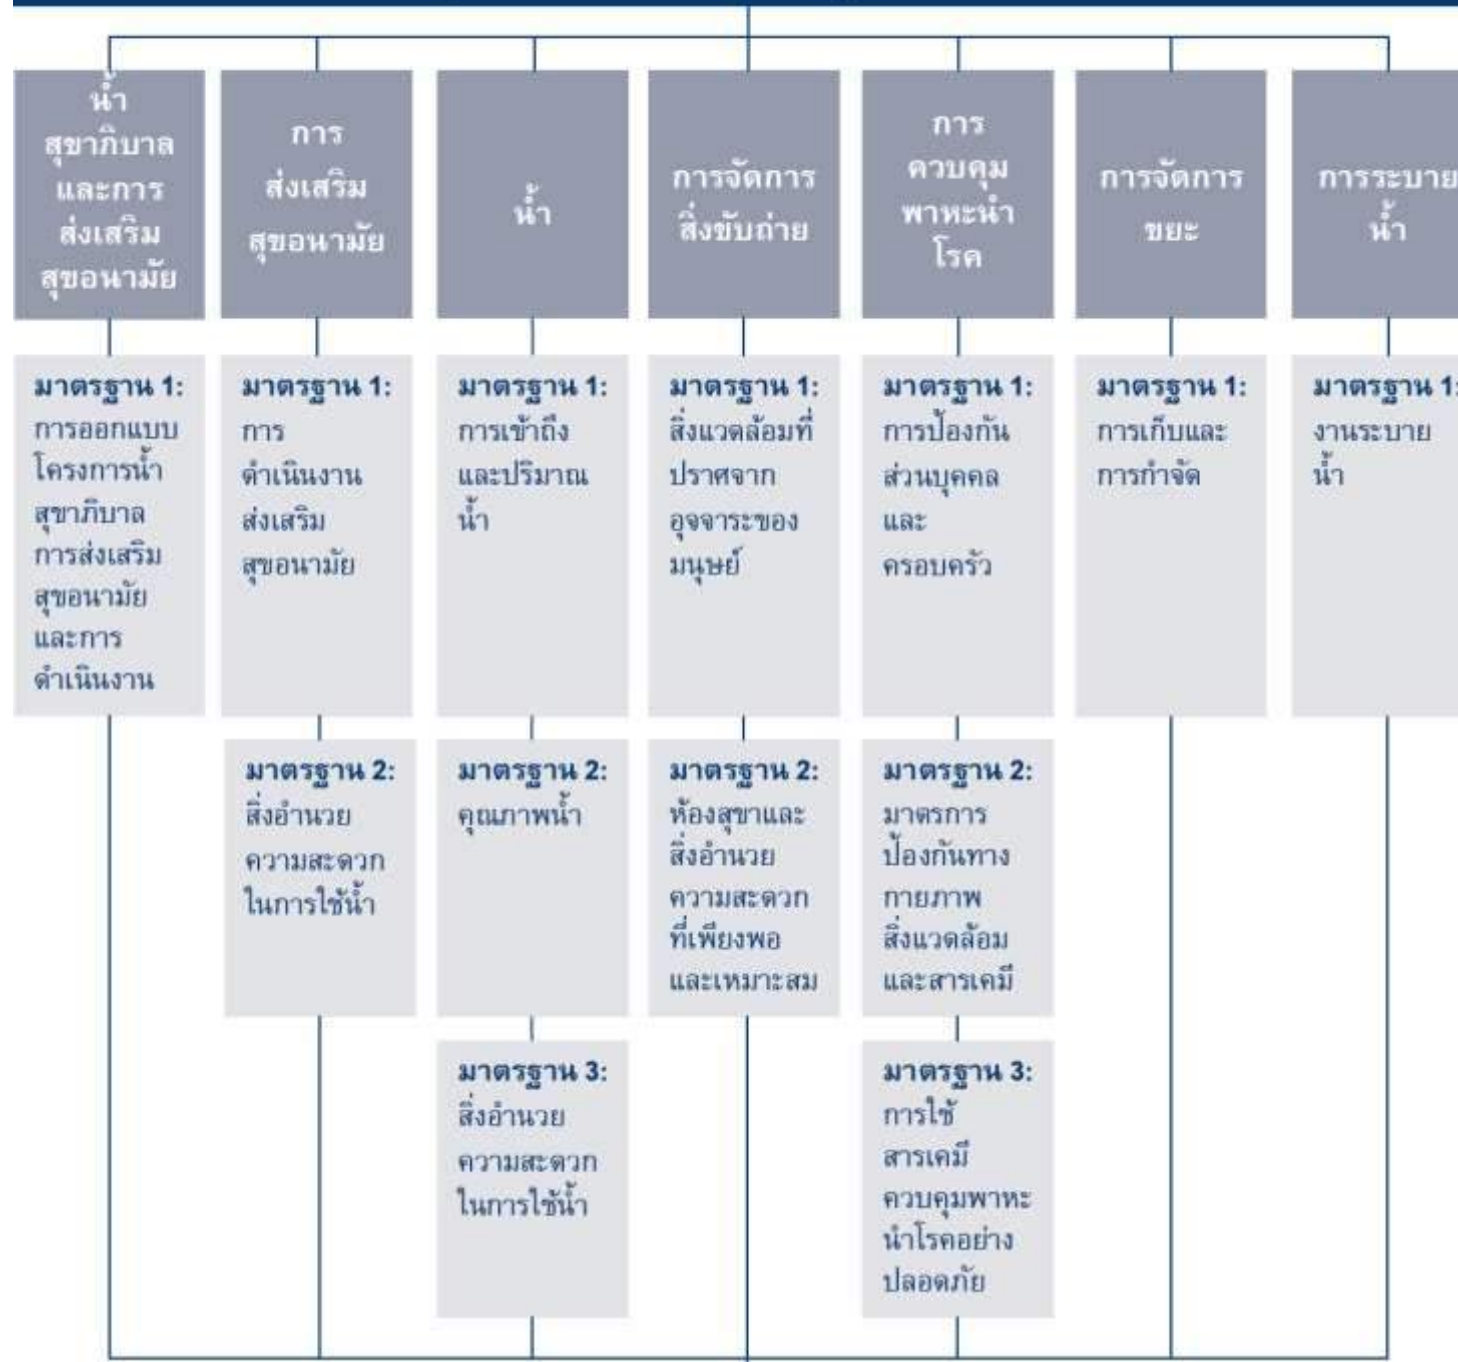 น้ำ
สุขาภิบาล
และการ
ส่งเสริม
สุขอนามัย
การ
ส่งเสริม
สุขอนามัย
น้ำ
การจัดการ
สิ่งขับถ่าย
การ
ควบคุม
พาหะนำ
โรค
การจัดการ
ขยะ
การระบาย
น้ำ
มาตรฐาน 1:
การออกแบบ
โครงการน้ำ
สุขาภิบาล
การส่งเสริม
สุขอนามัย
และการ
ดำเนินงาน
มาตรฐาน 1:
การ
ดำเนินงาน
ส่งเสริม
สุขอนามัย
มาตรฐาน 1:
การเข้าถึง
และปริมาณ
น้ำ
มาตรฐาน 1:
สิ่งแวดล้อมที่
ปราศจาก
อุจจาระของ
มนุษย์
มาตรฐาน 1:
การป้องกัน
ส่วนบุคคล
และ
ครอบครัว
มาตรฐาน 1:
การเก็บและ
การกำจัด
มาตรฐาน 1:
งานระบาย
น้ำ
มาตรฐาน 2:
สิ่งอำนวย
ความสะดวก
ในการใช้น้ำ
มาตรฐาน 2:
คุณภาพน้ำ
มาตรฐาน 2:
ห้องสุขาและ
สิ่งอำนวย
ความสะดวก
ที่เพียงพอ
และเหมาะสม
มาตรฐาน 2:
มาตรการ
ป้องกันทาง
กายภาพ
สิ่งแวดล้อม
และสารเคมี
มาตรฐาน 3:
สิ่งอำนวย
ความสะดวก
ในการใช้น้ำ
มาตรฐาน 3:
การใช้
สารเคมี
ควบคุมพาหะ
นำโรคอย่าง
ปลอดภัย